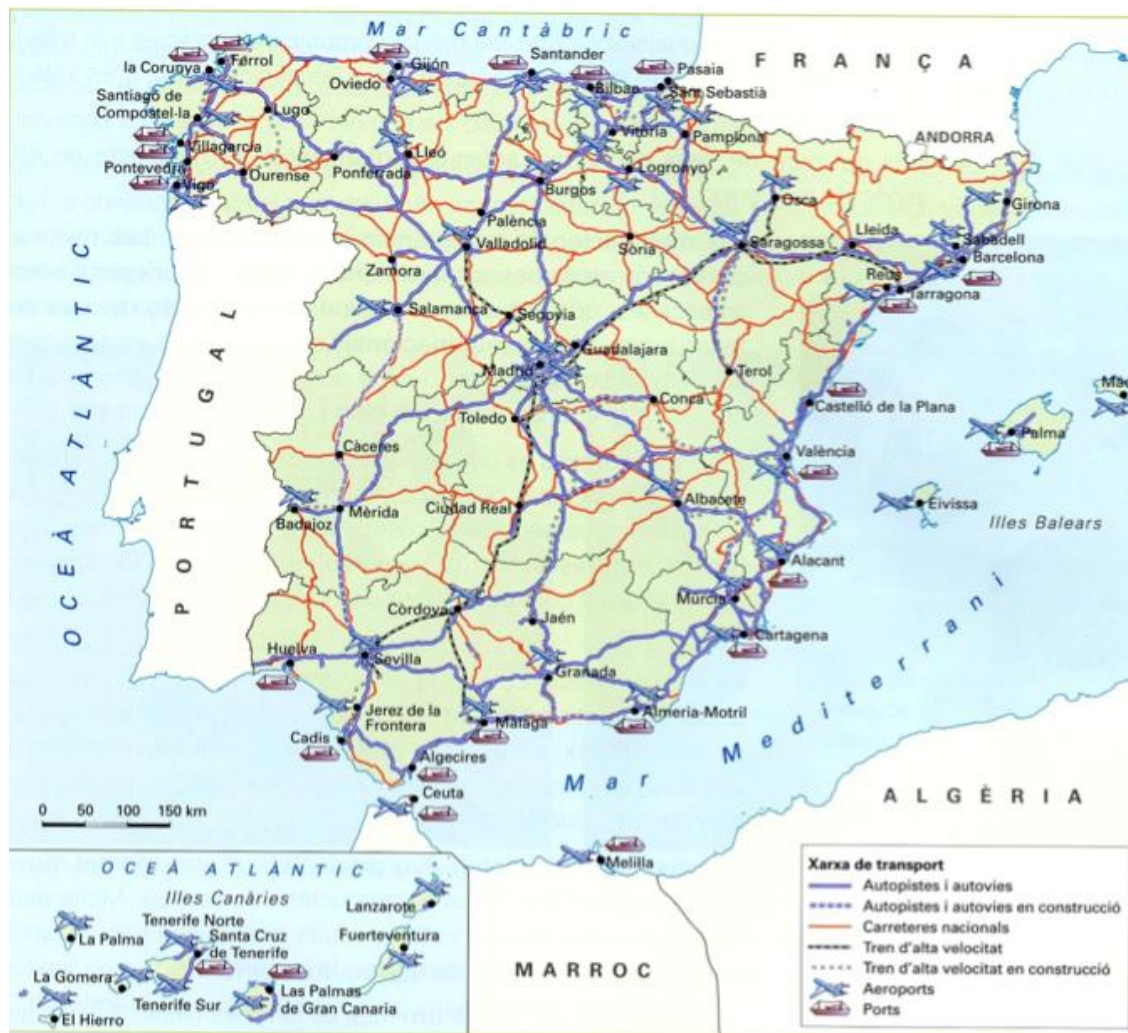 Mar Cantàbric
FRANÇA
ANDORRA
OCEÀ ATLÀNTIC
PORTUGAL
la Corunya
Ferrol
Santiago de
Compostel·la
Lugo
Villagarcia
Pontevedra
Vigo
Ourense
Ponferrada
Oviedo
Gijón
Lleó
Santander
Bilbao
Pasaia
Sant Sebastià
Vitòria
Pamplona
Logronyo
Burgos
Palència
Valladolid
Zamora
Sòria
Osca
Saragossa
Lleida
Girona
Sabadell
Barcelona
Reus
Tarragona
Salamanca
Segovia
Guadalajara
Madrid
Terol
Conca
Toledo
Castelló de la Plana
València
Palma
Eivissa
Illes Balears
Càceres
Badajoz
Mèrida
Ciudad Real
Albacete
Alacant
Múrcia
Cartagena
Còrdova
Jaén
Huelva
Sevilla
Granada
Jerez de la
Frontera
Màlaga
Almeria-Motril
Cadis
Algecires
Ceuta
Melilla
Mar Mediterrani
ALGÈRIA
MARROC
0 50 100 150 km
OCEÀ ATLÀNTIC
Illes Canàries
Lanzarote
Fuerteventura
Tenerife Norte
La Palma
Santa Cruz
de Tenerife
La Gomera
Tenerife Sur
Las Palmas
de Gran Canaria
El Hierro
Xarxa de transport
Autopistes i autovies
Autopistes i autovies en construcció
Carreteres nacionals
Tren d'alta velocitat
Tren d'alta velocitat en construcció
Aeroports
Ports